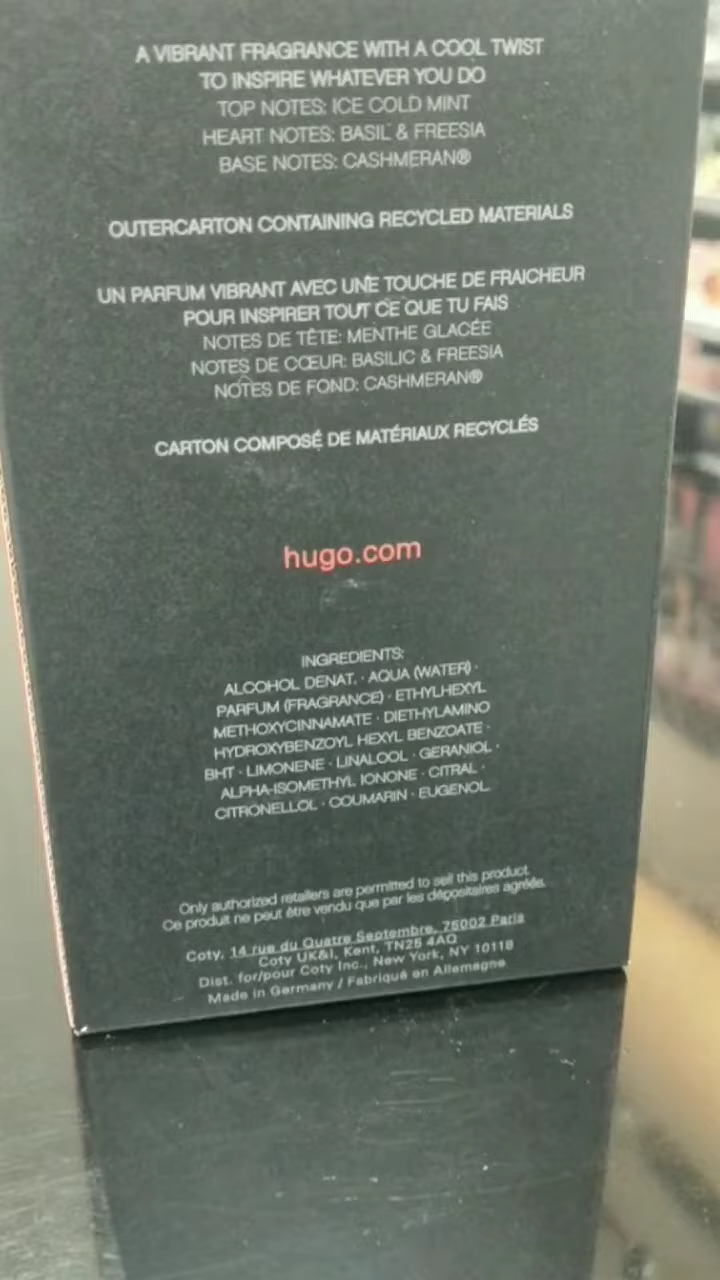 A VIBRANT FRAGRANCE WITH A COOL TWIST
TO INSPIRE WHATEVER YOU DO
TOP NOTES: ICE COLD MINT
HEART NOTES: BASIL & FREESIA
BASE NOTES: CASHMERAN®
OUTERCARTON CONTAINING RECYCLED MATERIALS
UN PARFUM VIBRANT AVEC UNE TOUCHE DE FRAICHEUR
POUR INSPIRER TOUT CE QUE TU FAIS
NOTES DE TÊTE: MENTHE GLACÉE
NOTES DE CŒUR: BASILIC & FREESIA
NOTES DE FOND: CASHMERAN®
CARTON COMPOSÉ DE MATÉRIAUX RECYCLÉS
hugo.com
INGREDIENTS:
ALCOHOL DENAT. · AQUA (WATER) ·
PARFUM (FRAGRANCE) · ETHYLHEXYL
METHOXYCINNAMATE · DIETHYLAMINO
HYDROXYBENZOYL HEXYL BENZOATE ·
BHT · LIMONENE · LINALOOL · GERANIOL ·
ALPHA-ISOMETHYL IONONE · CITRAL ·
CITRONELLOL · COUMARIN · EUGENOL
Only authorized retailers are permitted to sell this product.
Ce produit ne peut être vendu que par les dépositaires agréés.
Coty, 14 rue du Quatre Septembre, 75002 Paris
Coty UK&I, Kent, TN25 4AQ
Dist. for/pour Coty Inc., New York, NY 10118
Made in Germany / Fabriqué en Allemagne